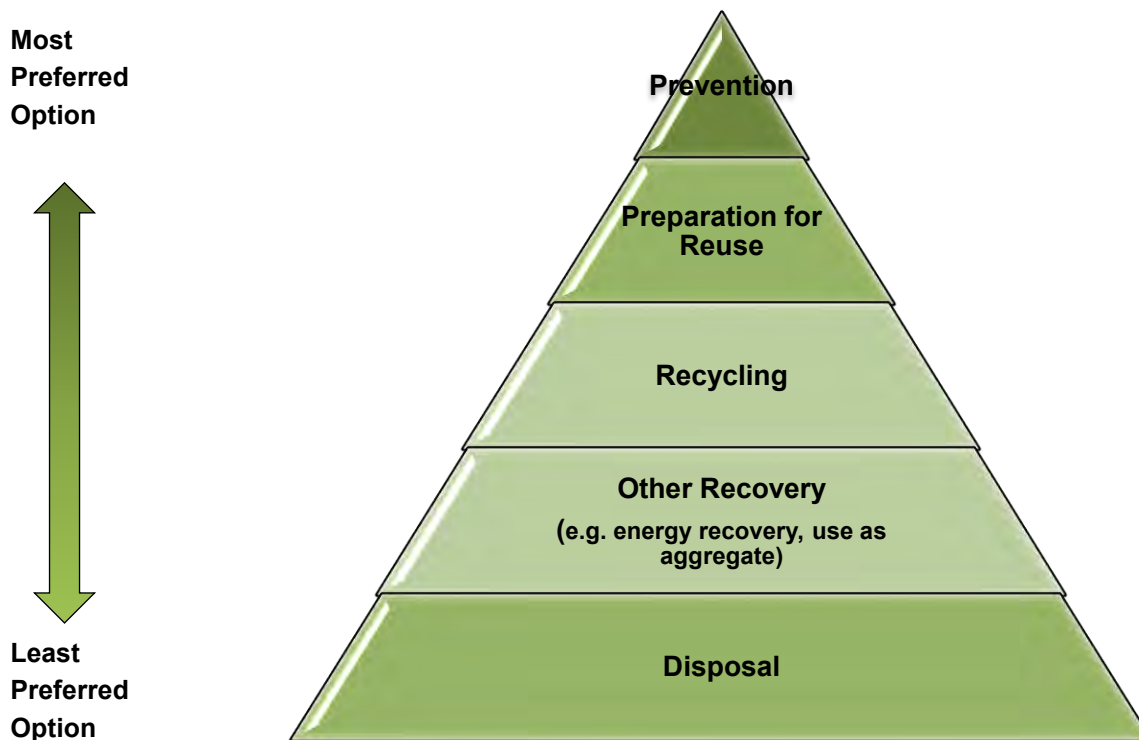 Most
Preferred
Option
Prevention
Preparation for
Reuse
Recycling
Other Recovery
(e.g. energy recovery, use as
aggregate)
Disposal
Least
Preferred
Option